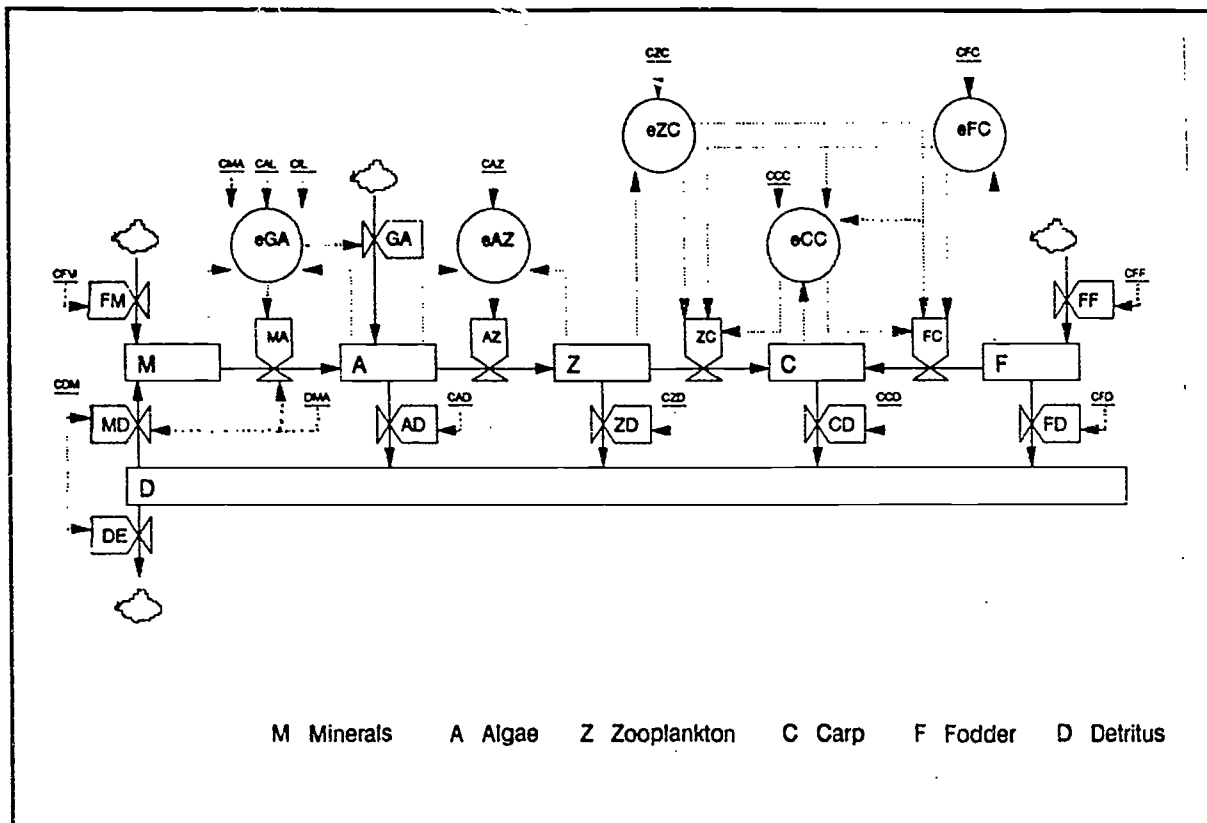 CZC CFC
eZC eFC
CMA CAL CIL CAZ CCC
eGA GA eAZ eCC
CFM CFF
FM FF
MA AZ ZC FC
M A Z C F
CDM DMA CAD CZD CCD CFD
MD AD ZD CD FD
D
DE
M Minerals A Algae Z Zooplankton C Carp F Fodder D Detritus